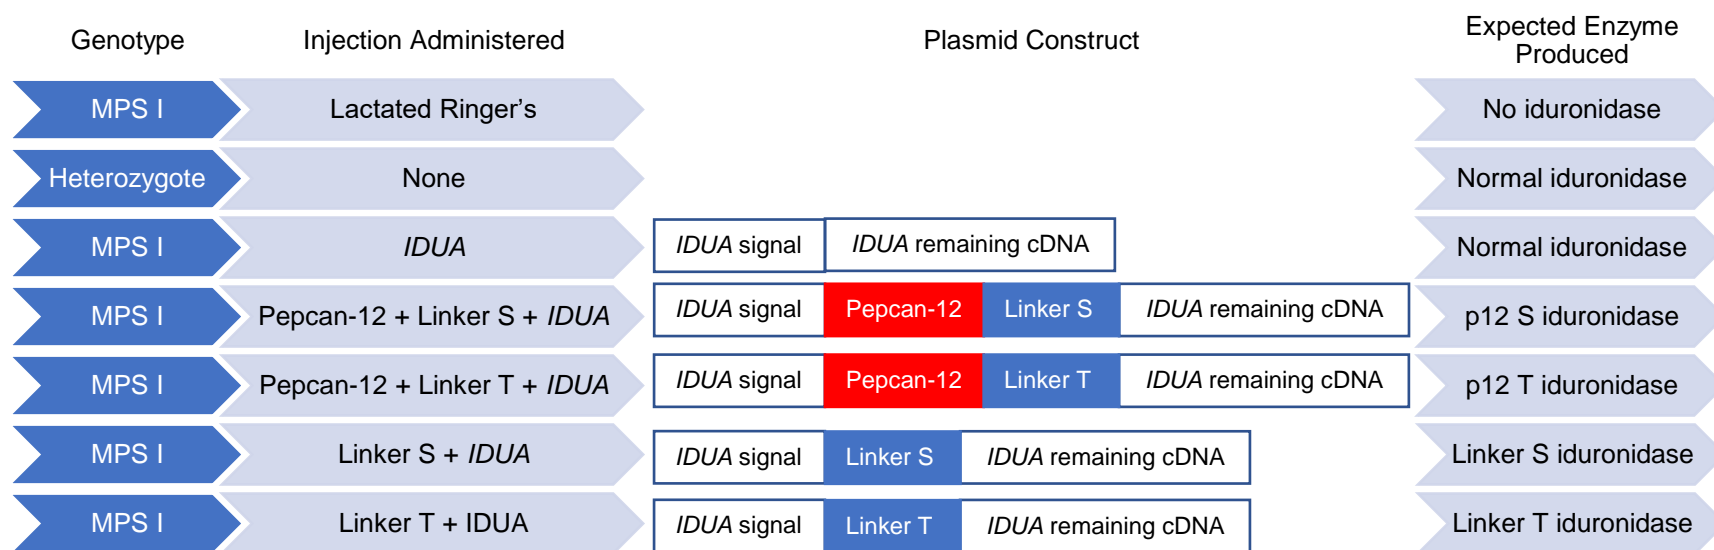 Genotype Injection Administered Plasmid Construct Expected Enzyme
Produced
MPS I Lactated Ringer's No iduronidase
Heterozygote None Normal iduronidase
MPS I IDUA IDUA signal IDUA remaining cDNA Normal iduronidase
MPS I Pepcan-12 + Linker S + IDUA IDUA signal Pepcan-12 Linker S IDUA remaining cDNA p12 S iduronidase
MPS I Pepcan-12 + Linker T + IDUA IDUA signal Pepcan-12 Linker T IDUA remaining cDNA p12 T iduronidase
MPS I Linker S + IDUA IDUA signal Linker S IDUA remaining cDNA Linker S iduronidase
MPS I Linker T + IDUA IDUA signal Linker T IDUA remaining cDNA Linker T iduronidase